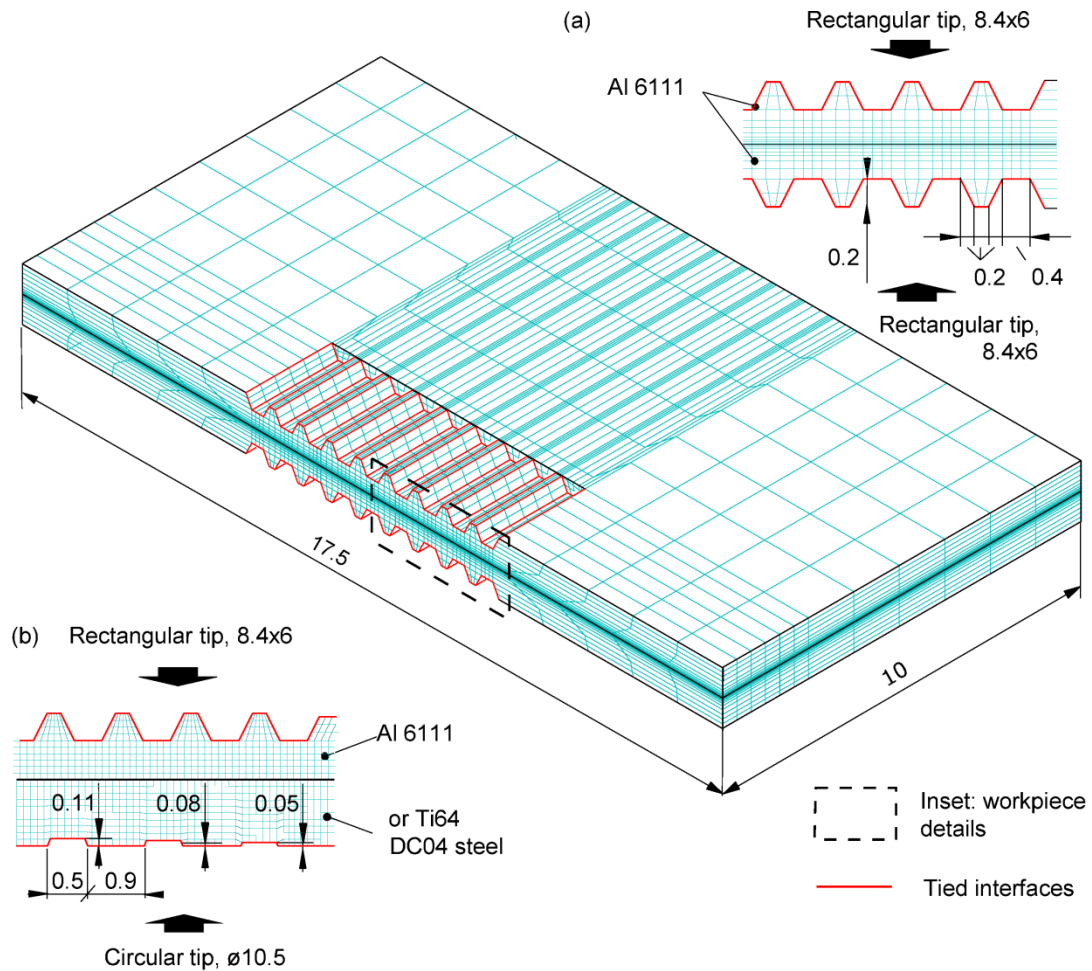 (a)
Rectangular tip, 8.4x6
Al 6111
0.2
0.2
0.4
Rectangular tip,
8.4x6
17.5
10
(b)
Rectangular tip, 8.4x6
Al 6111
0.11
0.08
0.05
or Ti64
DC04 steel
0.5
0.9
Circular tip, ø10.5
Inset: workpiece
details
Tied interfaces